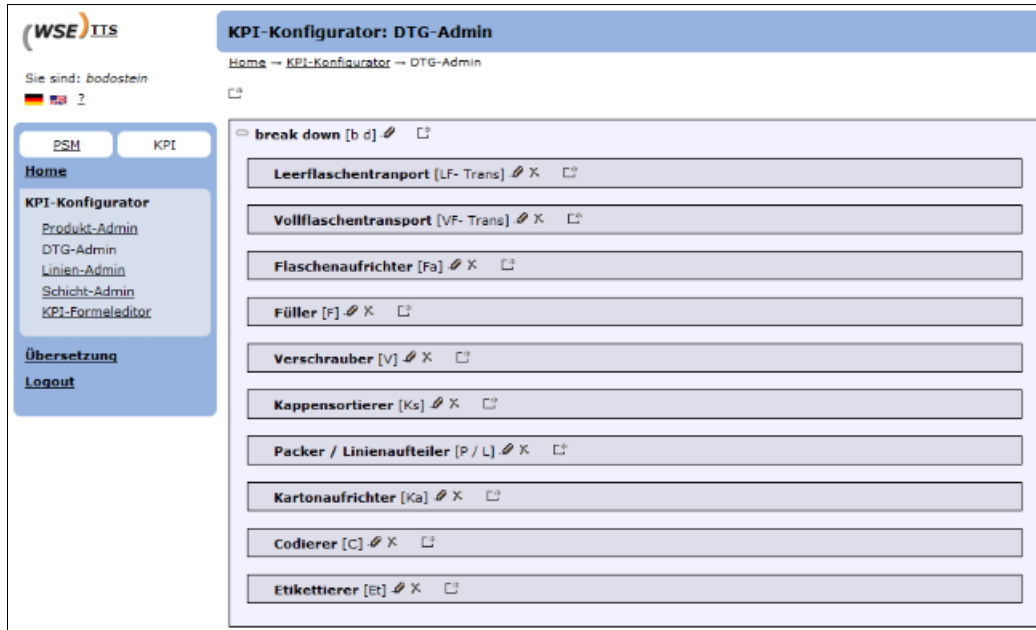 (WSE) TTS
Sie sind: bodostein
?
PSM KPI
Home
KPI-Konfigurator
Produkt-Admin
DTG-Admin
Linien-Admin
Schicht-Admin
KPI-Formeleditor
Übersetzung
Logout
KPI-Konfigurator: DTG-Admin
Home → KPI-Konfigurator → DTG-Admin
break down [b d]
Leerflaschentranport [LF- Trans]
Vollflaschentransport [VF- Trans]
Flaschenaufrichter [Fa]
Füller [F]
Verschrauber [V]
Kappensortierer [Ks]
Packer / Linienaufteiler [P / L]
Kartonaufrichter [Ka]
Codierer [C]
Etikettierer [Et]